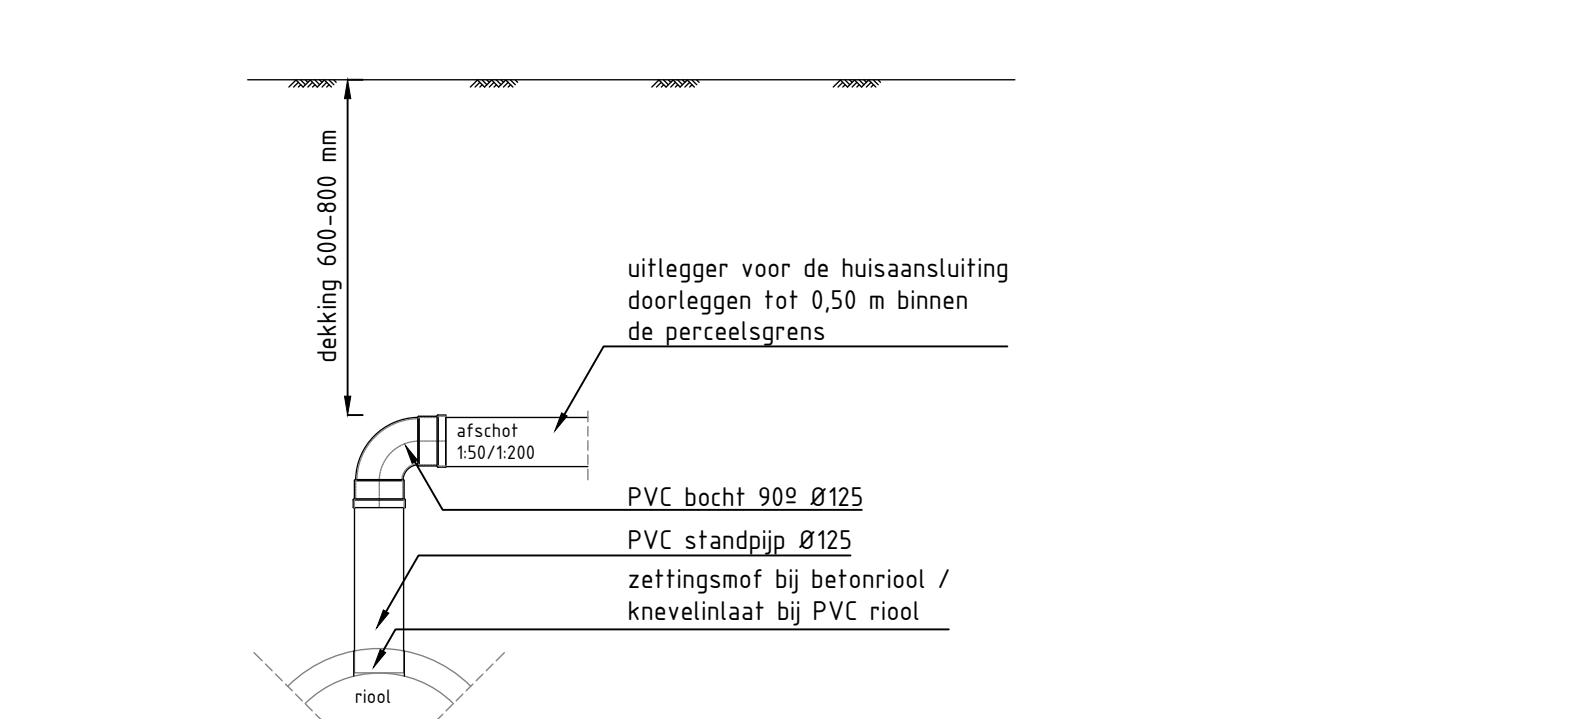 dekking 600-800 mm
uitlegger voor de huisaansluiting
doorleggen tot 0,50 m binnen
de perceelsgrens
afschot
1:50/1:200
PVC bocht 90º Ø125
PVC standpijp Ø125
zettingsmof bij betonriool /
knevelinlaat bij PVC riool
riool